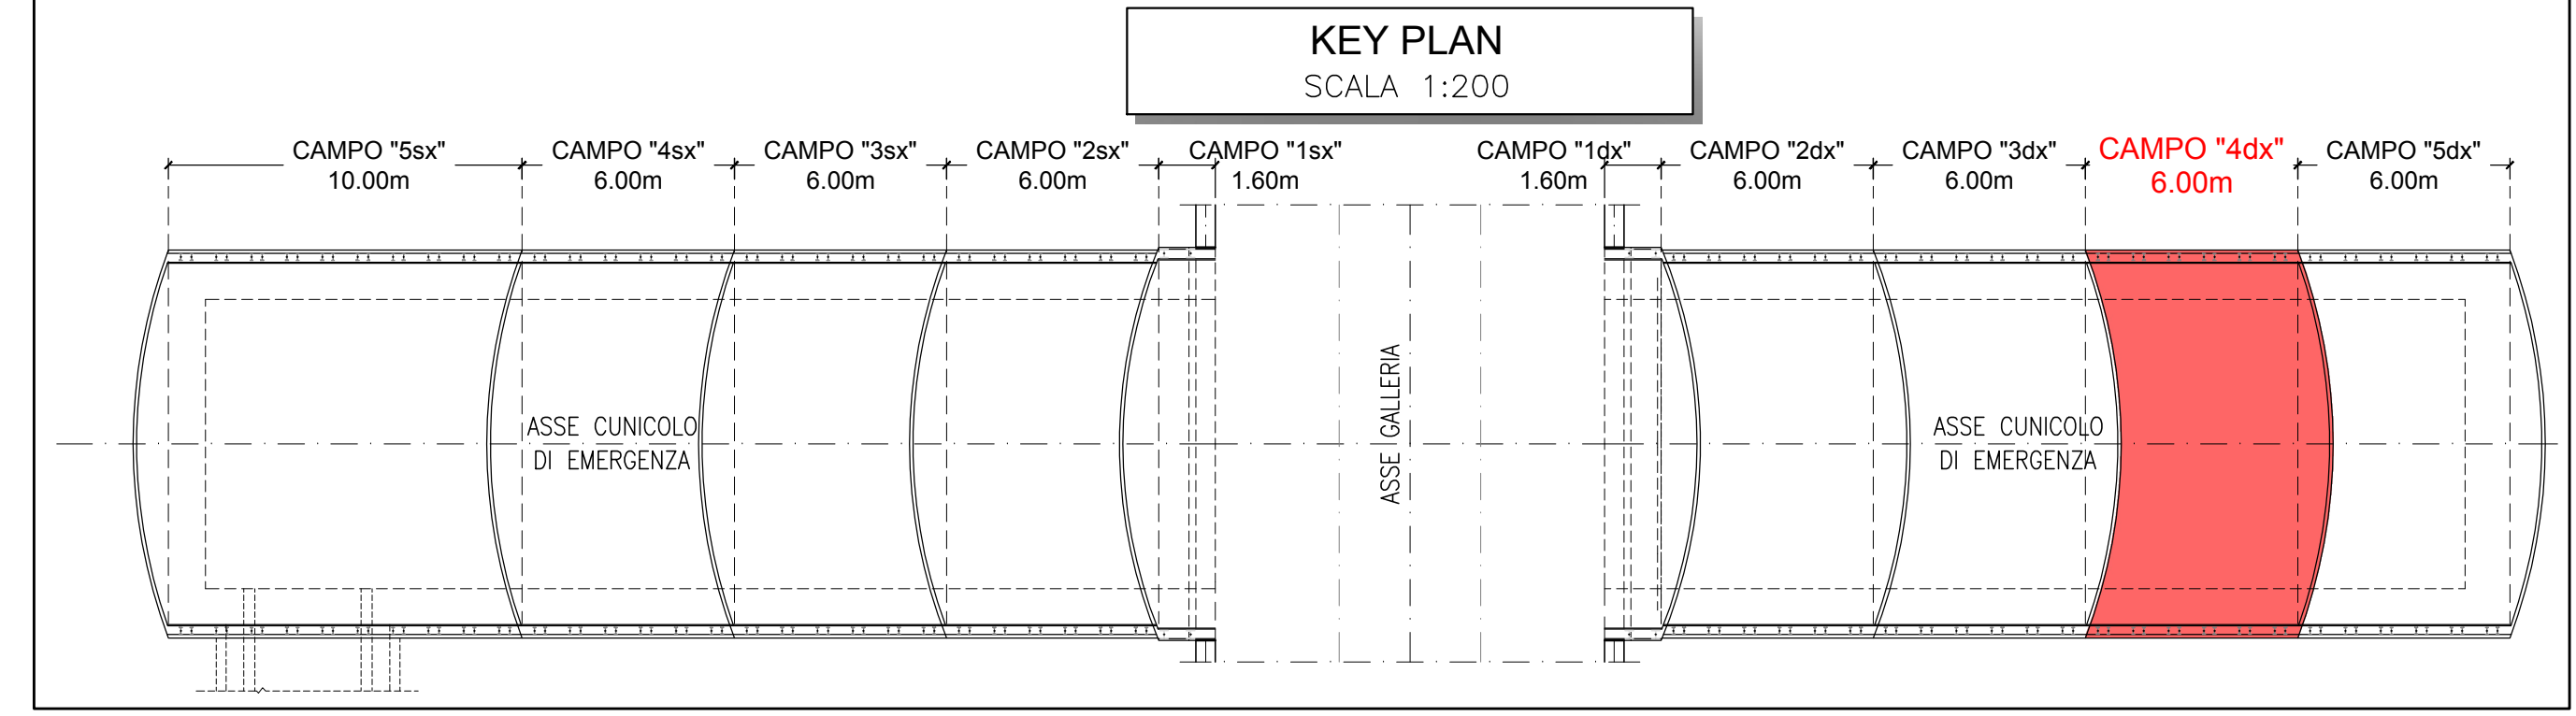 KEY PLAN
SCALA 1:200
CAMPO "5sx"
10.00m
CAMPO "4sx"
6.00m
CAMPO "3sx"
6.00m
CAMPO "2sx"
6.00m
CAMPO "1sx"
1.60m
CAMPO "1dx"
1.60m
CAMPO "2dx"
6.00m
CAMPO "3dx"
6.00m
CAMPO "4dx"
6.00m
CAMPO "5dx"
6.00m
ASSE CUNICOLO
DI EMERGENZA
ASSE GALLERIA
ASSE CUNICOLO
DI EMERGENZA